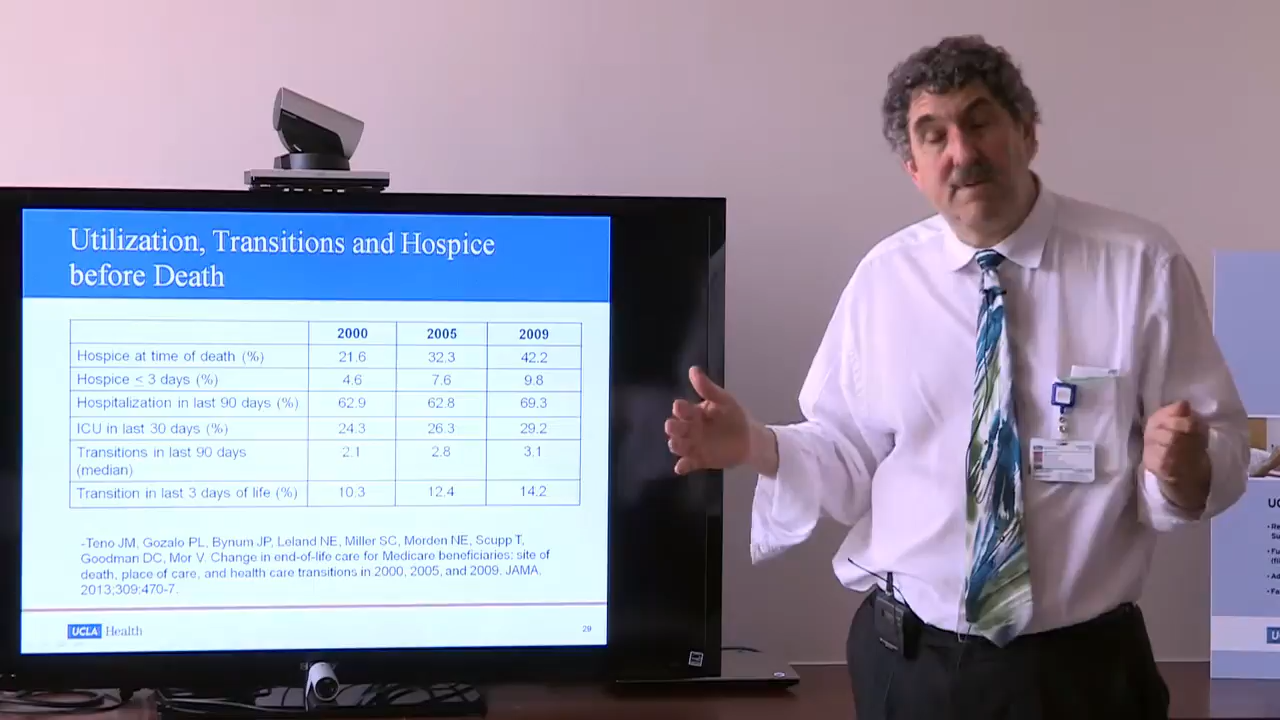 Utilization, Transitions and Hospice
before Death
2000 2005 2009
Hospice at time of death (%) 21.6 32.3 42.2
Hospice ≤ 3 days (%) 4.6 7.6 9.8
Hospitalization in last 90 days (%) 62.9 62.8 69.3
ICU in last 30 days (%) 24.3 26.3 29.2
Transitions in last 90 days
(median) 2.1 2.8 3.1
Transition in last 3 days of life (%) 10.3 12.4 14.2
-Teno JM, Gozalo PL, Bynum JP, Leland NE, Miller SC, Morden NE, Scupp T,
Goodman DC, Mor V. Change in end-of-life care for Medicare beneficiaries: site of
death, place of care, and health care transitions in 2000, 2005, and 2009. JAMA,
2013;309:470-7.
UCLA Health
29